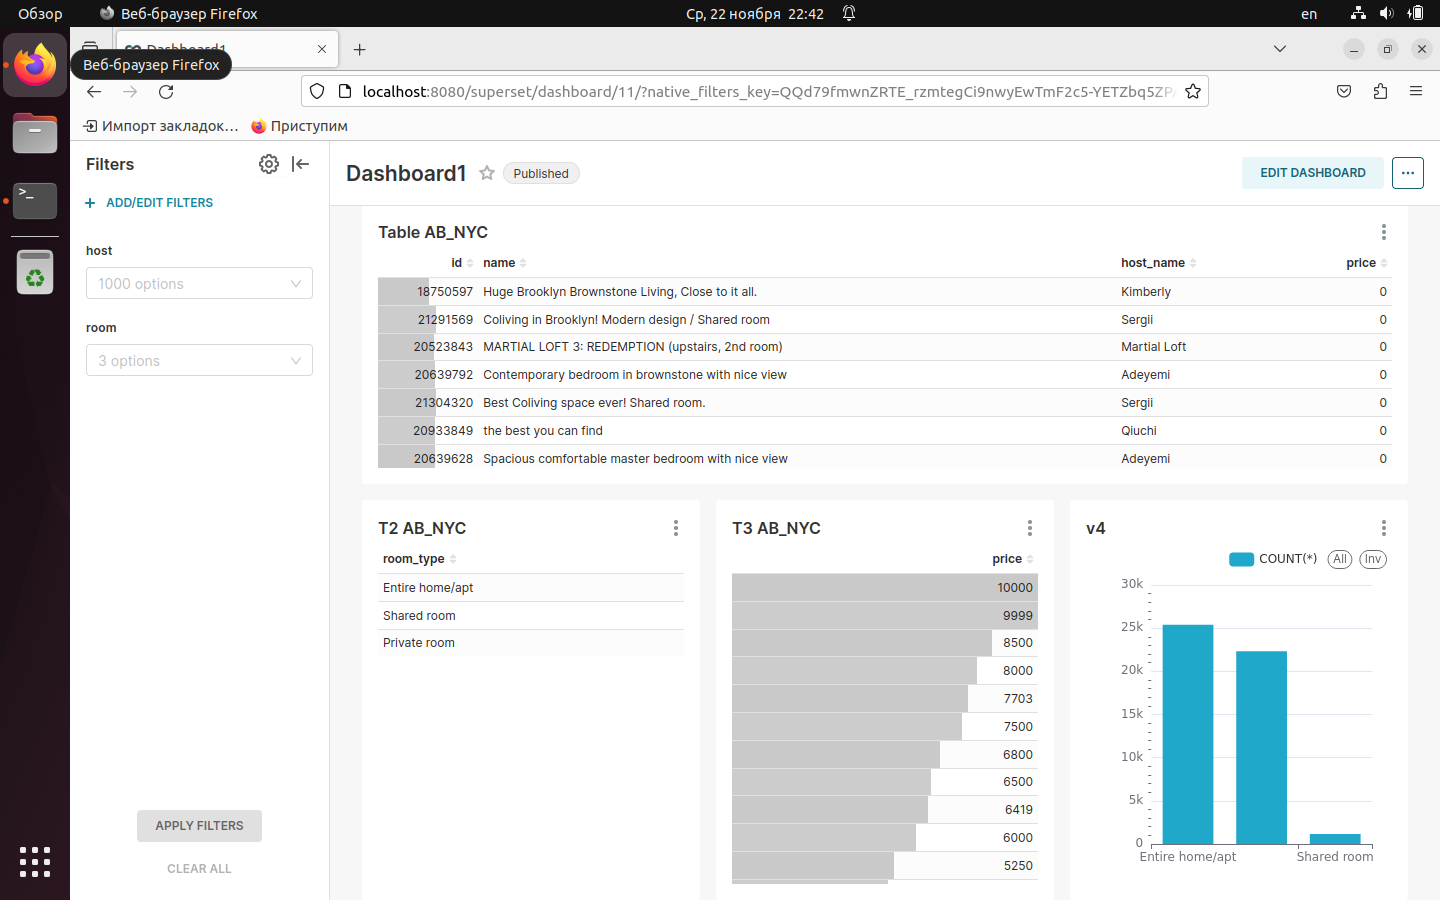 Обзор
Веб-браузер Firefox
Ср, 22 ноября 22:42
en
Веб-браузер Firefox
localhost:8080/superset/dashboard/11/?native_filters_key=QQd79fmwnZRTE_rzmtegCi9nwyEwTmF2c5-YETZbq5ZP
Импорт закладок…
Приступим
Filters
+ ADD/EDIT FILTERS
host
1000 options
room
3 options
APPLY FILTERS
CLEAR ALL
Dashboard1
Published
EDIT DASHBOARD
...
Table AB_NYC
id name host_name price
18750597 Huge Brooklyn Brownstone Living, Close to it all. Kimberly 0
21291569 Coliving in Brooklyn! Modern design / Shared room Sergii 0
20523843 MARTIAL LOFT 3: REDEMPTION (upstairs, 2nd room) Martial Loft 0
20639792 Contemporary bedroom in brownstone with nice view Adeyemi 0
21304320 Best Coliving space ever! Shared room. Sergii 0
20933849 the best you can find Qiuchi 0
20639628 Spacious comfortable master bedroom with nice view Adeyemi 0
T2 AB_NYC
room_type
Entire home/apt
Shared room
Private room
T3 AB_NYC
price
10000
9999
8500
8000
7703
7500
6800
6500
6419
6000
5250
v4
COUNT(*) All Inv
30k
25k
20k
15k
10k
5k
0
Entire home/apt Shared room